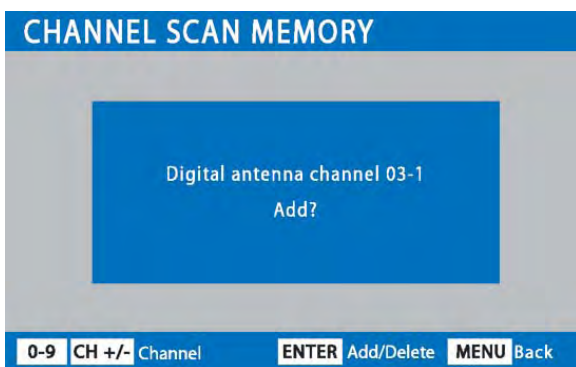 CHANNEL SCAN MEMORY
Digital antenna channel 03-1
Add?
0-9 CH +/- Channel ENTER Add/Delete MENU Back